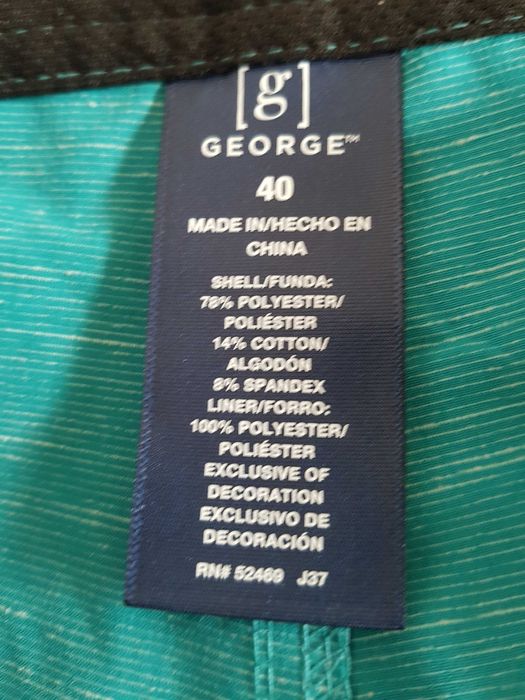 [g]
GEORGE™
40
MADE IN/HECHO EN
CHINA
SHELL/FUNDA:
78% POLYESTER/
POLIÉSTER
14% COTTON/
ALGODÓN
8% SPANDEX
LINER/FORRO:
100% POLYESTER/
POLIÉSTER
EXCLUSIVE OF
DECORATION
EXCLUSIVO DE
DECORACIÓN
RN# 52469 J37